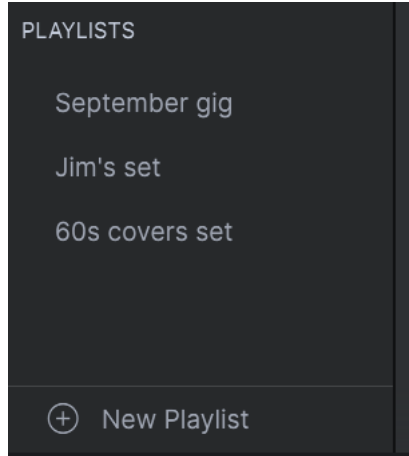 PLAYLISTS
September gig
Jim's set
60s covers set
New Playlist